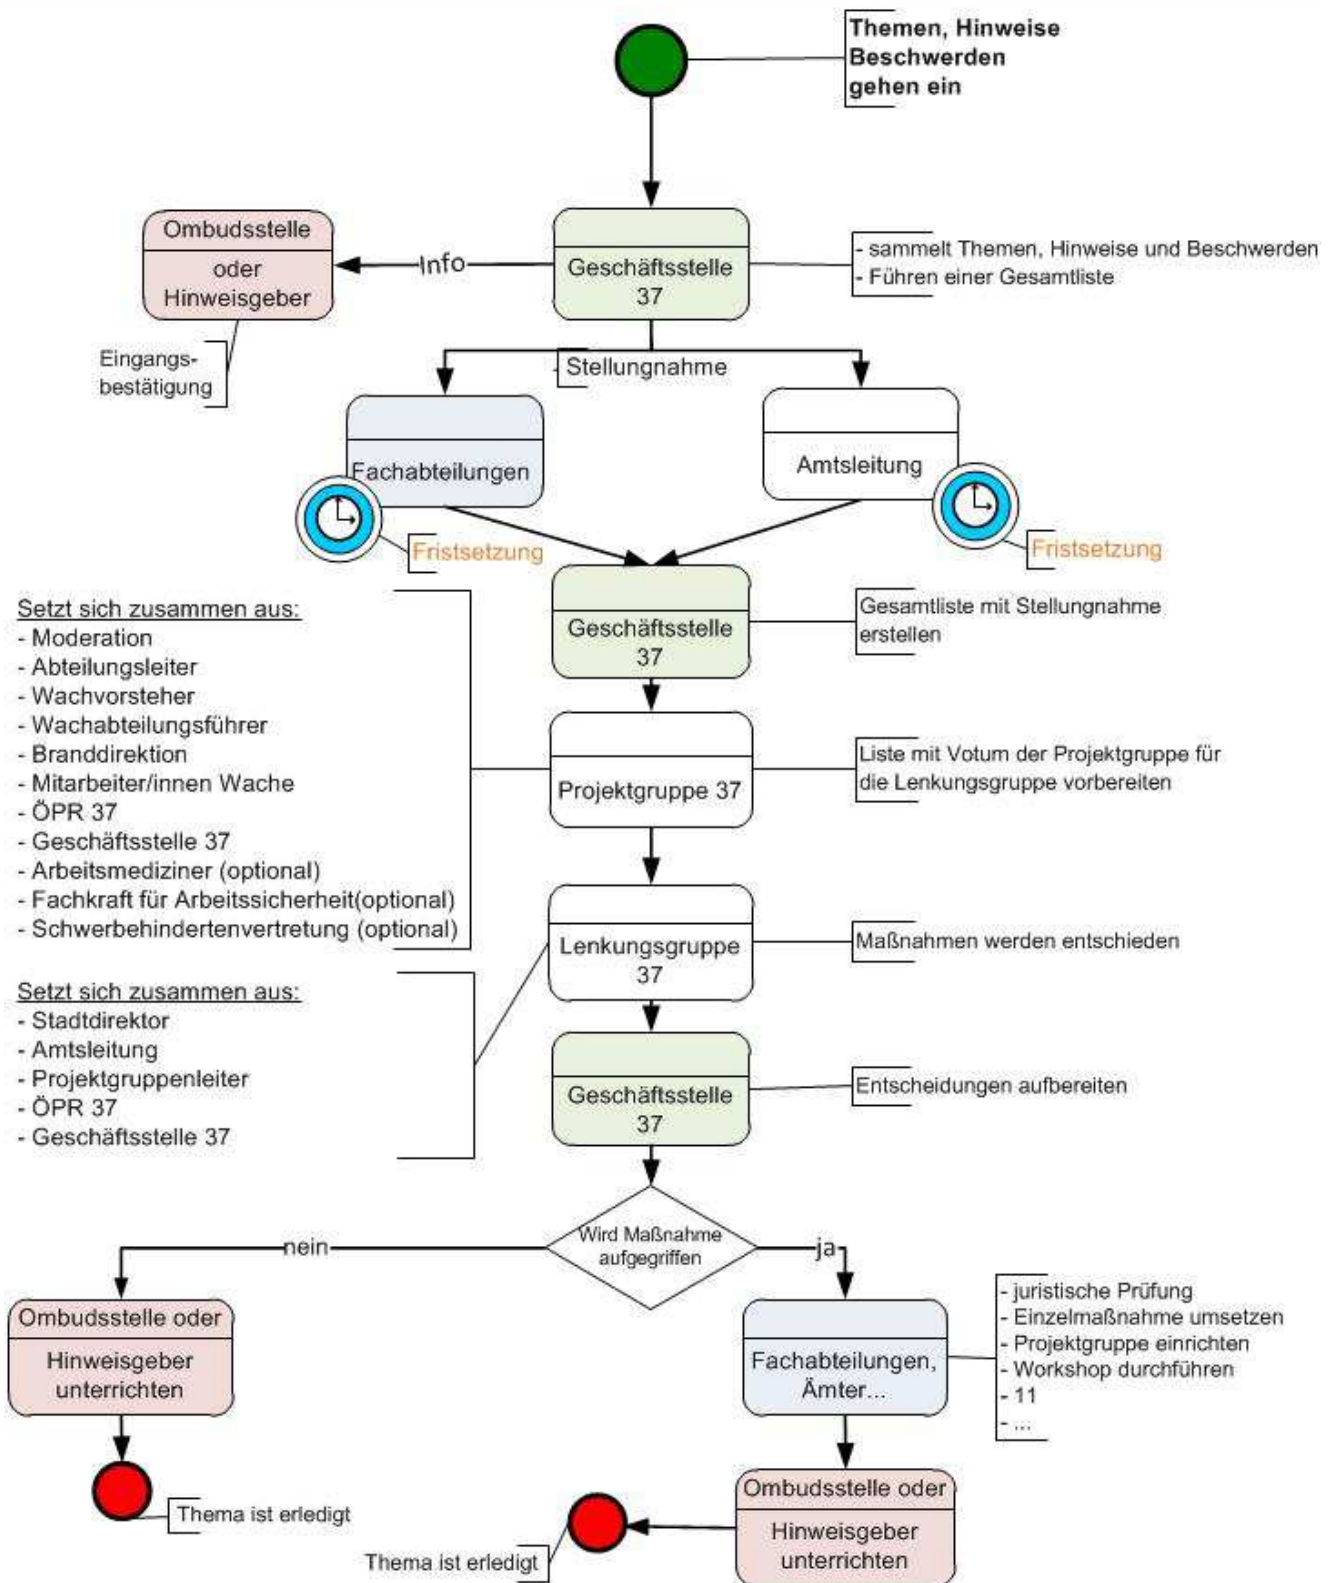 Themen, Hinweise
Beschwerden
gehen ein
Ombudsstelle
oder
Hinweisgeber
Info
Geschäftsstelle
37
- sammelt Themen, Hinweise und Beschwerden
- Führen einer Gesamtliste
Eingangs-
bestätigung
- Stellungnahme
Fachabteilungen
Amtsleitung
Fristsetzung
Fristsetzung
Geschäftsstelle
37
Gesamtliste mit Stellungnahme
erstellen
Setzt sich zusammen aus:
- Moderation
- Abteilungsleiter
- Wachvorsteher
- Wachabteilungsführer
- Branddirektion
- Mitarbeiter/innen Wache
- ÖPR 37
- Geschäftsstelle 37
- Arbeitsmediziner (optional)
- Fachkraft für Arbeitssicherheit(optional)
- Schwerbehindertenvertretung (optional)
Projektgruppe 37
Liste mit Votum der Projektgruppe für
die Lenkungsgruppe vorbereiten
Lenkungsgruppe
37
Maßnahmen werden entschieden
Setzt sich zusammen aus:
- Stadtdirektor
- Amtsleitung
- Projektgruppenleiter
- ÖPR 37
- Geschäftsstelle 37
Geschäftsstelle
37
Entscheidungen aufbereiten
Wird Maßnahme
aufgegriffen
nein
ja
Ombudsstelle oder
Hinweisgeber
unterrichten
Fachabteilungen,
Ämter...
- juristische Prüfung
- Einzelmaßnahme umsetzen
- Projektgruppe einrichten
- Workshop durchführen
- 11
- ...
Thema ist erledigt
Ombudsstelle oder
Hinweisgeber
unterrichten
Thema ist erledigt